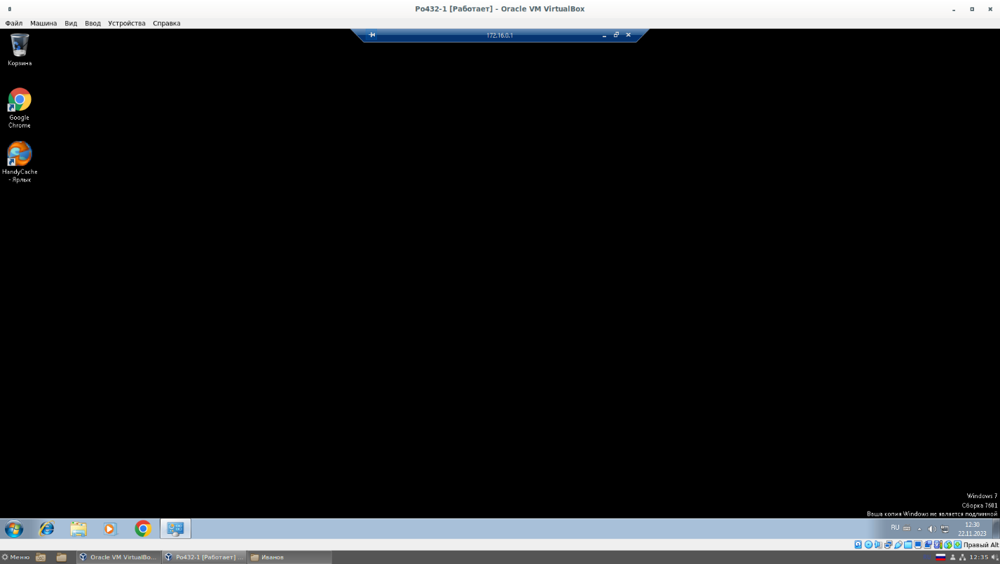 Po432-1 [Работает] - Oracle VM VirtualBox
Файл Машина Вид Ввод Устройства Справка
172.16.0.1
Корзина
Google
Chrome
HandyCache
- Ярлык
Windows 7
Сборка 7601
Ваша копия Windows не является подлинной
RU
12:30
22.11.2023
Правый Alt
Меню
Oracle VM VirtualBo...
Po432-1 [Работает] ...
Иванов
12:35